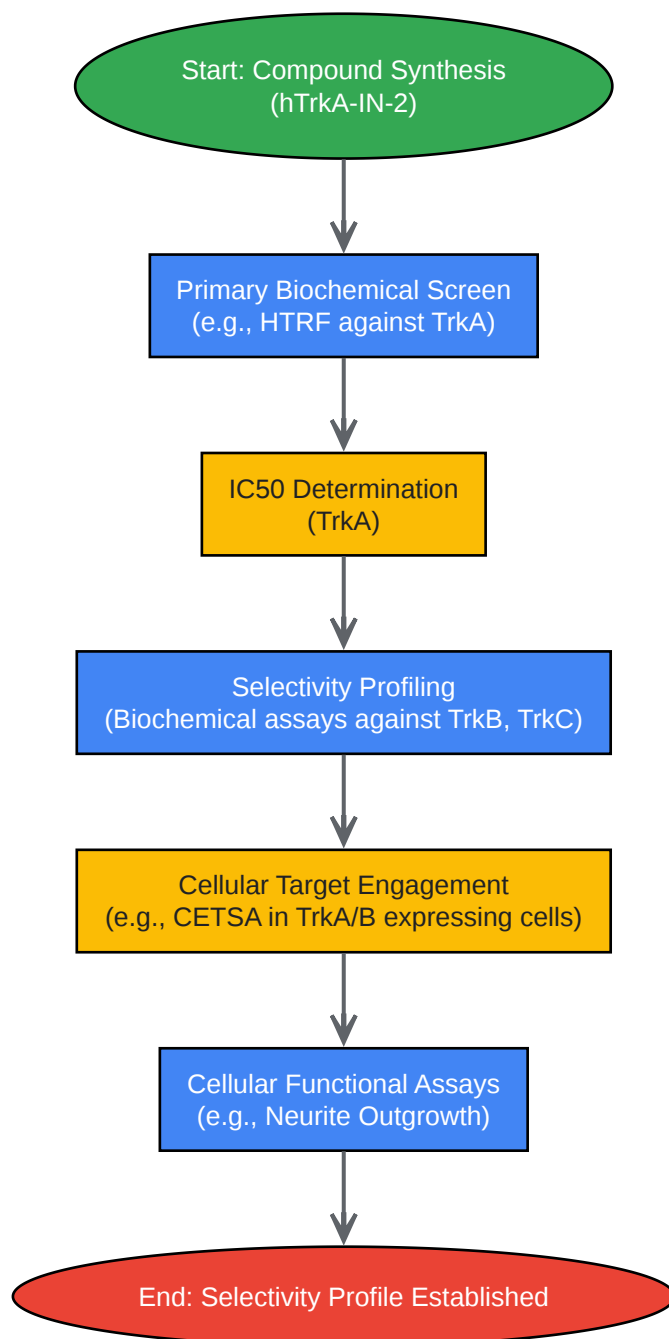 Start: Compound Synthesis
(hTrkA-IN-2)
Primary Biochemical Screen
(e.g., HTRF against TrkA)
IC50 Determination
(TrkA)
Selectivity Profiling
(Biochemical assays against TrkB, TrkC)
Cellular Target Engagement
(e.g., CETSA in TrkA/B expressing cells)
Cellular Functional Assays
(e.g., Neurite Outgrowth)
End: Selectivity Profile Established